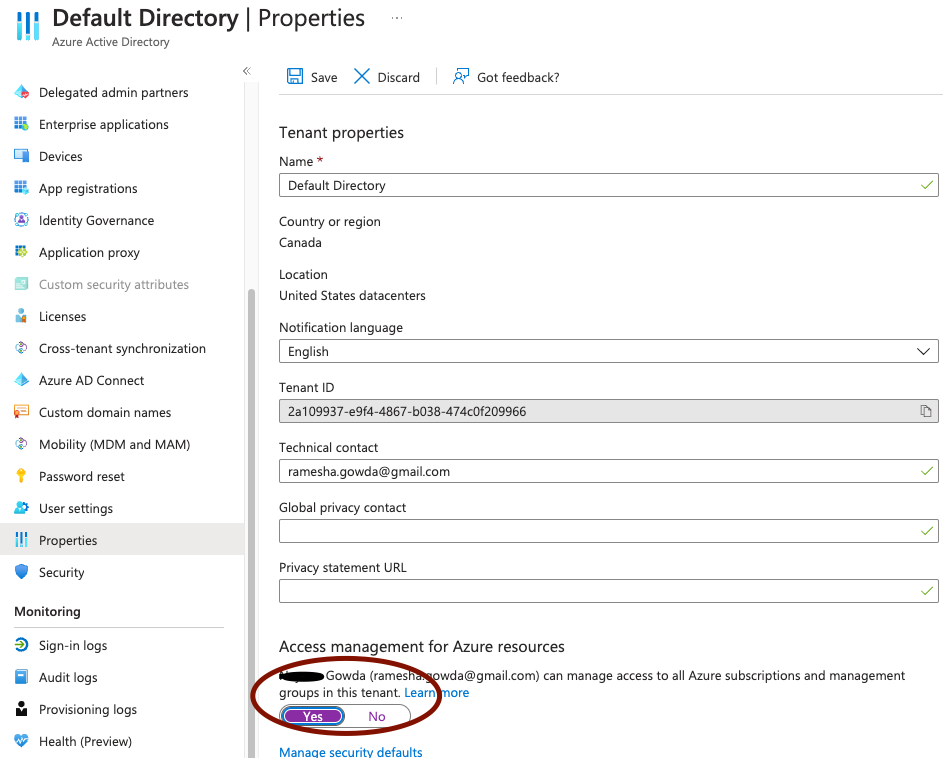 Default Directory | Properties ...
Azure Active Directory
«
Delegated admin partners
Enterprise applications
Devices
App registrations
Identity Governance
Application proxy
Custom security attributes
Licenses
Cross-tenant synchronization
Azure AD Connect
Custom domain names
Mobility (MDM and MAM)
Password reset
User settings
Properties
Security
Monitoring
Sign-in logs
Audit logs
Provisioning logs
Health (Preview)
Save Discard Got feedback?
Tenant properties
Name *
Default Directory
Country or region
Canada
Location
United States datacenters
Notification language
English
Tenant ID
2a109937-e9f4-4867-b038-474c0f209966
Technical contact
ramesha.gowda@gmail.com
Global privacy contact
Privacy statement URL
Access management for Azure resources
Gowda (ramesha.gowda@gmail.com) can manage access to all Azure subscriptions and management
groups in this tenant. Learn more
Yes No
Manage security defaults